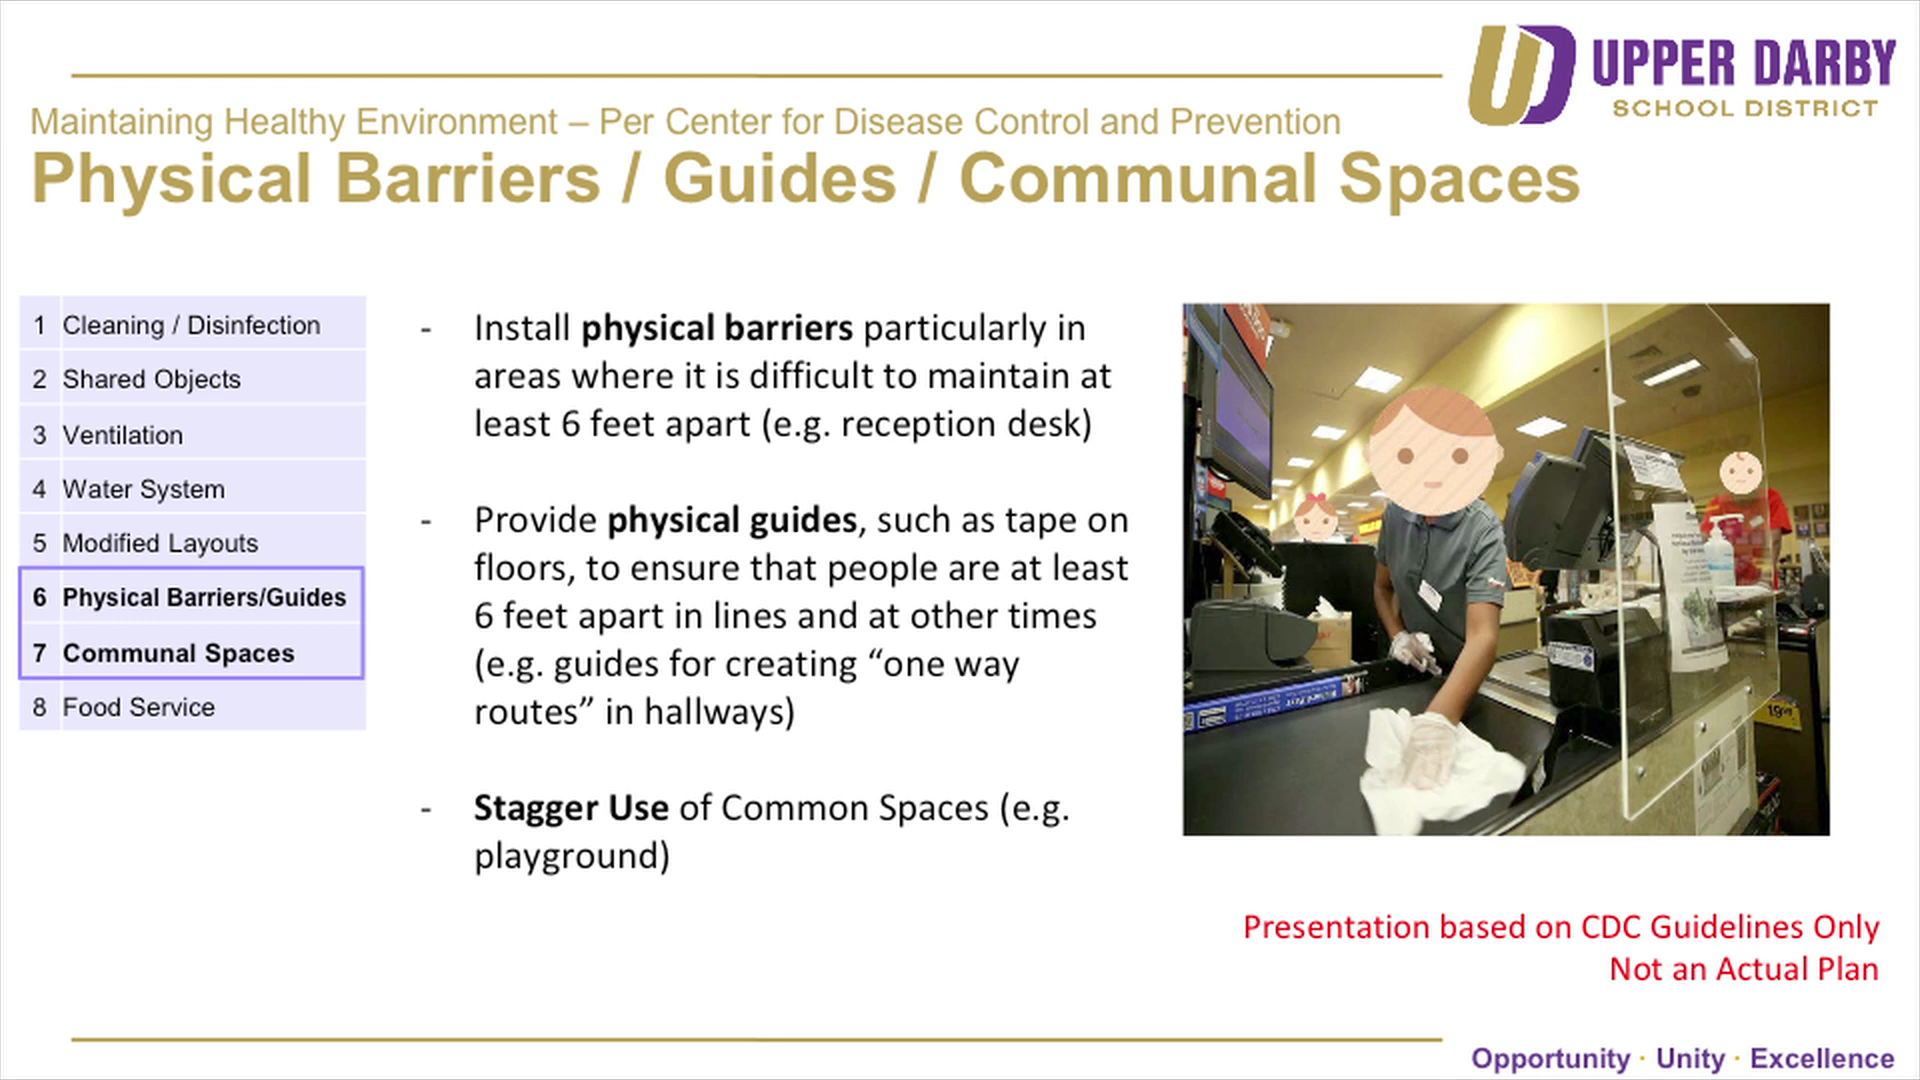 UPPER DARBY
SCHOOL DISTRICT
Maintaining Healthy Environment – Per Center for Disease Control and Prevention
Physical Barriers / Guides / Communal Spaces
1 Cleaning / Disinfection
2 Shared Objects
3 Ventilation
4 Water System
5 Modified Layouts
6 Physical Barriers/Guides
7 Communal Spaces
8 Food Service
- Install physical barriers particularly in
areas where it is difficult to maintain at
least 6 feet apart (e.g. reception desk)
- Provide physical guides, such as tape on
floors, to ensure that people are at least
6 feet apart in lines and at other times
(e.g. guides for creating “one way
routes” in hallways)
- Stagger Use of Common Spaces (e.g.
playground)
Presentation based on CDC Guidelines Only
Not an Actual Plan
Opportunity · Unity · Excellence